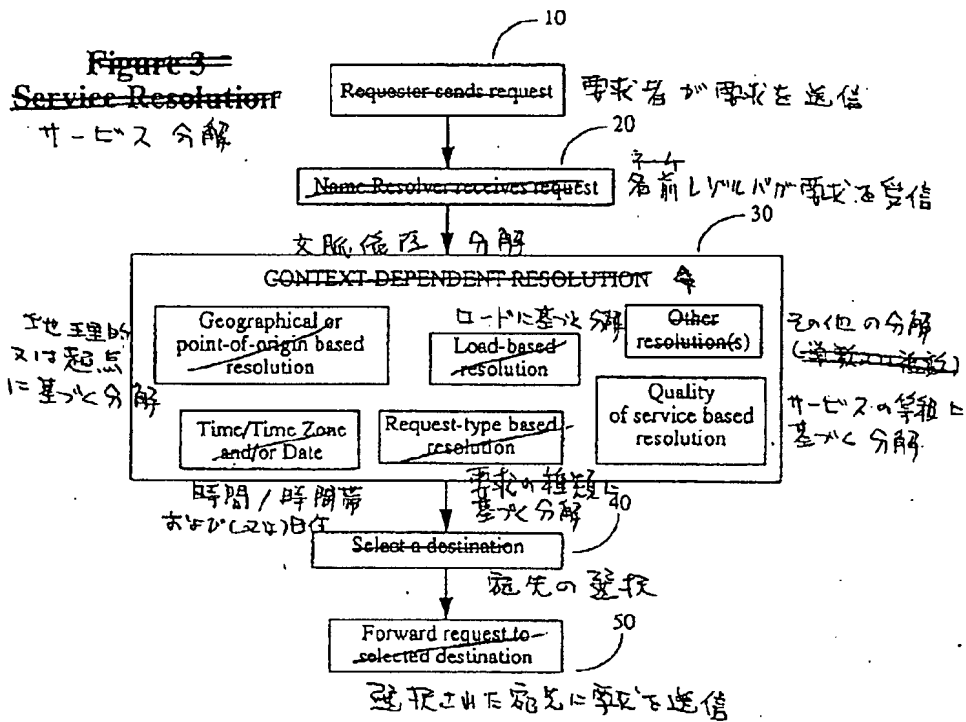 10
Figure 3
Service Resolution
サービス 分解
Requester sends request
要求者が要求を送信
20
Name Resolver receives request
ネーム
名前レゾルバが要求を受信
30
文脈依存 分解
CONTEXT-DEPENDENT RESOLUTION
地理的
又は起点
に基づく分解
Geographical or
point-of-origin based
resolution
ロードに基づく分解
Load-based
resolution
Other
resolution(s)
その他の分解
Quality
of service based
resolution
サービスの等級に
基づく分解
Time/Time Zone
and/or Date
Request-type based
resolution
時間/時間帯
および(又は)日付
要求の種類に
基づく分解
40
Select a destination
宛先の選択
50
Forward request to
selected destination
選択された宛先に要求を送信